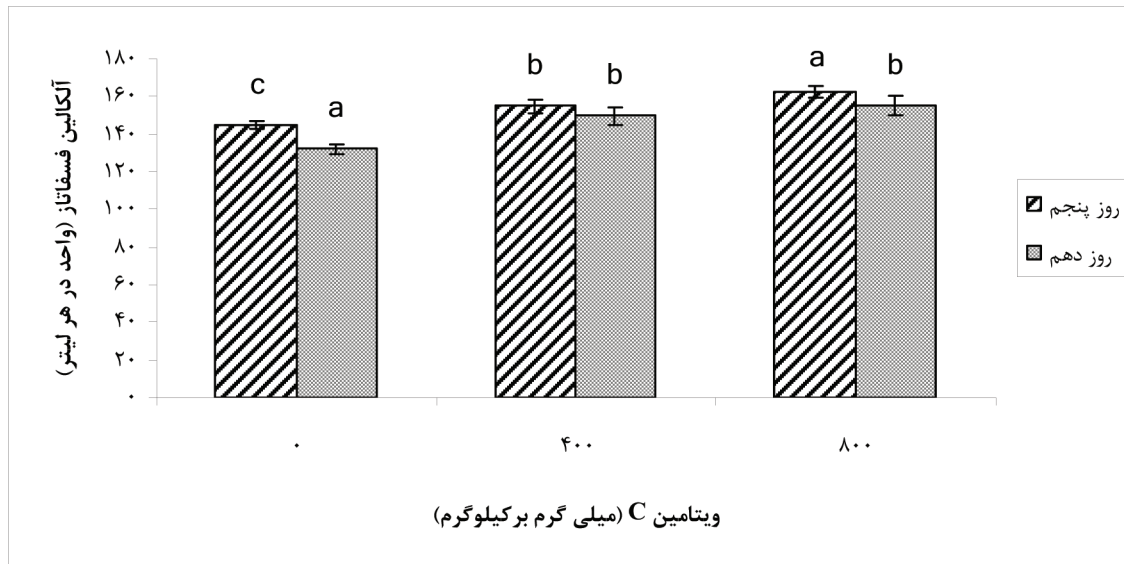 آلکالین فسفاتاز (واحد در هر لیتر)
۱۸۰
۱۶۰
۱۴۰
۱۲۰
۱۰۰
۸۰
۶۰
۴۰
۲۰
۰
c
a
b
b
a
b
۰
۴۰۰
۸۰۰
ویتامین C (میلی گرم برکیلوگرم)
روز پنجم
روز دهم